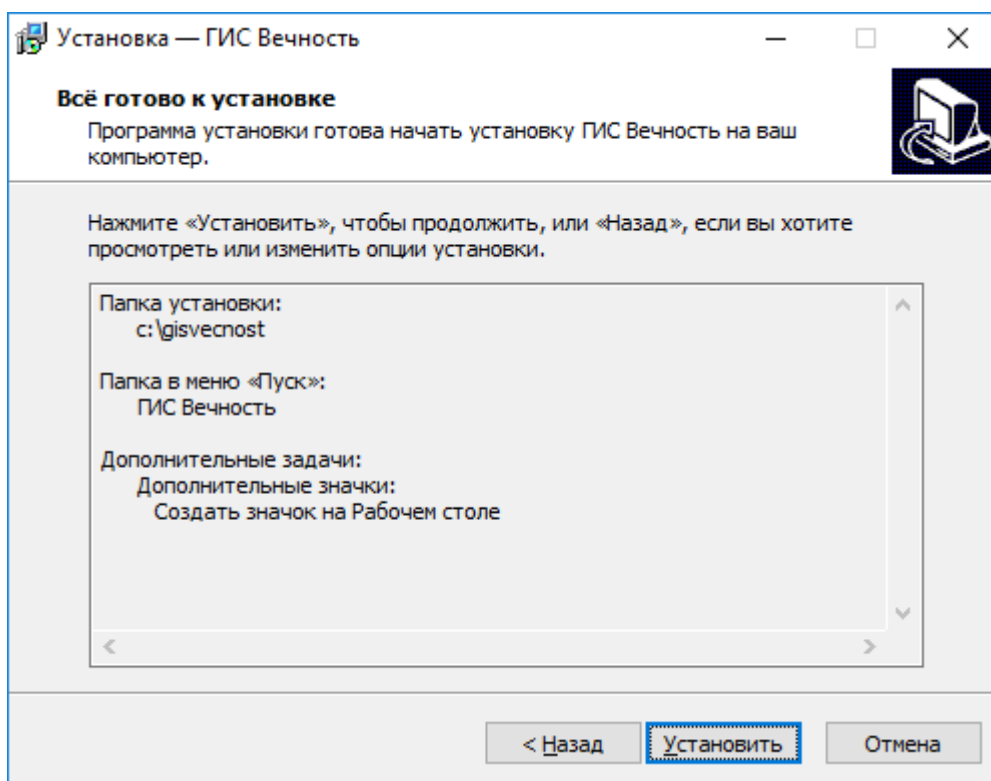 Установка — ГИС Вечность
Всё готово к установке
Программа установки готова начать установку ГИС Вечность на ваш
компьютер.
Нажмите «Установить», чтобы продолжить, или «Назад», если вы хотите
просмотреть или изменить опции установки.
Папка установки:
c:\gisvecnost
Папка в меню «Пуск»:
ГИС Вечность
Дополнительные задачи:
Дополнительные значки:
Создать значок на Рабочем столе
< Назад
Установить
Отмена